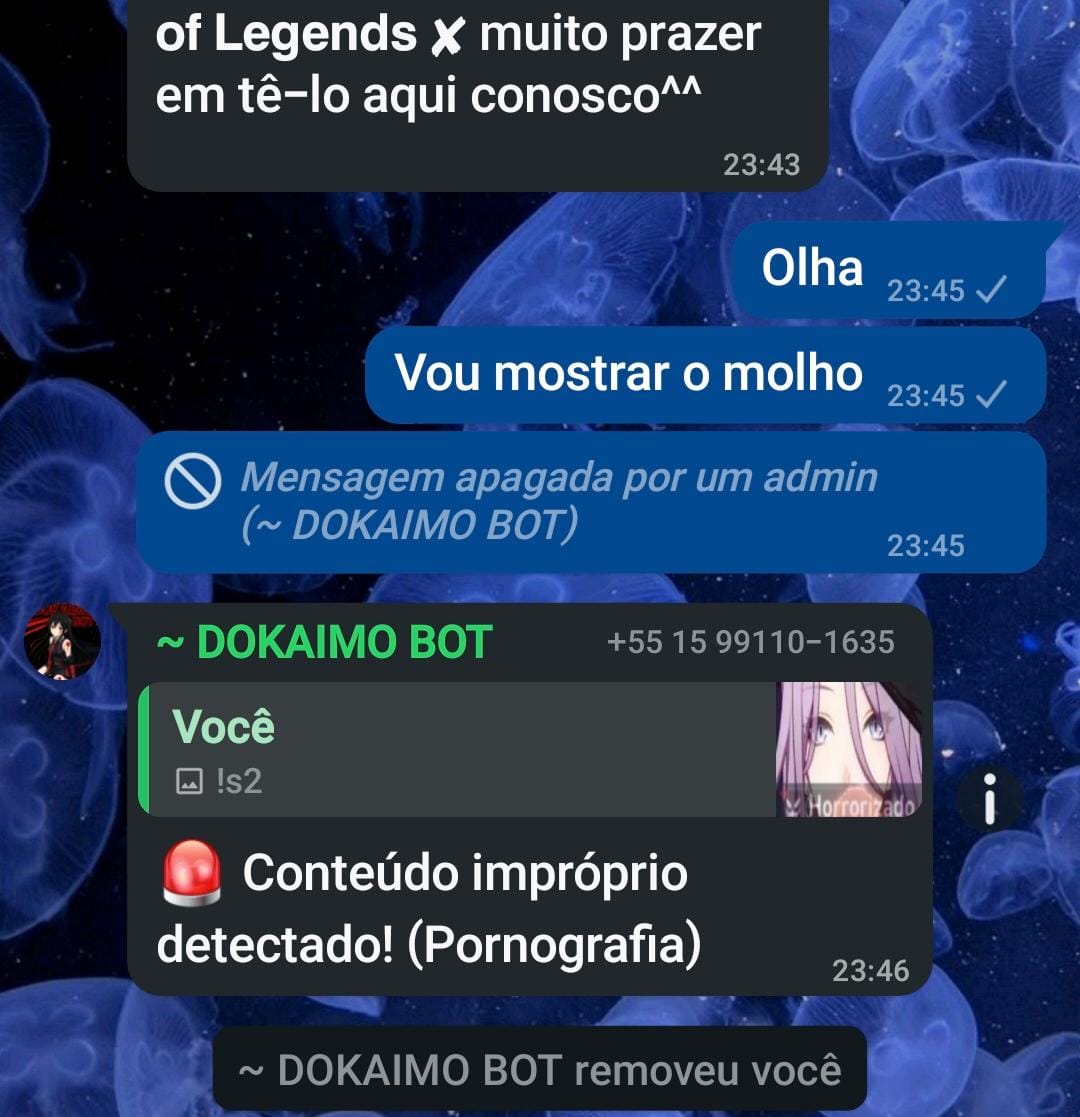 of Legends ✘ muito prazer
em tê-lo aqui conosco^^
23:43
Olha 23:45
Vou mostrar o molho 23:45
Mensagem apagada por um admin
(~ DOKAIMO BOT)
23:45
~ DOKAIMO BOT +55 15 99110-1635
Você
!s2
Horrorizado
🚨 Conteúdo impróprio
detectado! (Pornografia)
23:46
~ DOKAIMO BOT removeu você